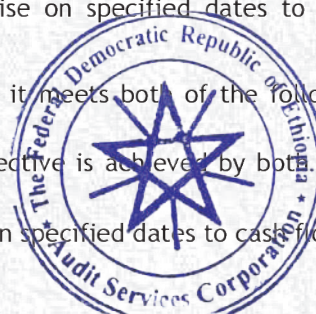 ise on specified dates to
it meets both of the follo
ective is achieved by both
n specified dates to cash flo
The Federal Democratic Republic of Ethiopia
★ Audit Services Corporation ★